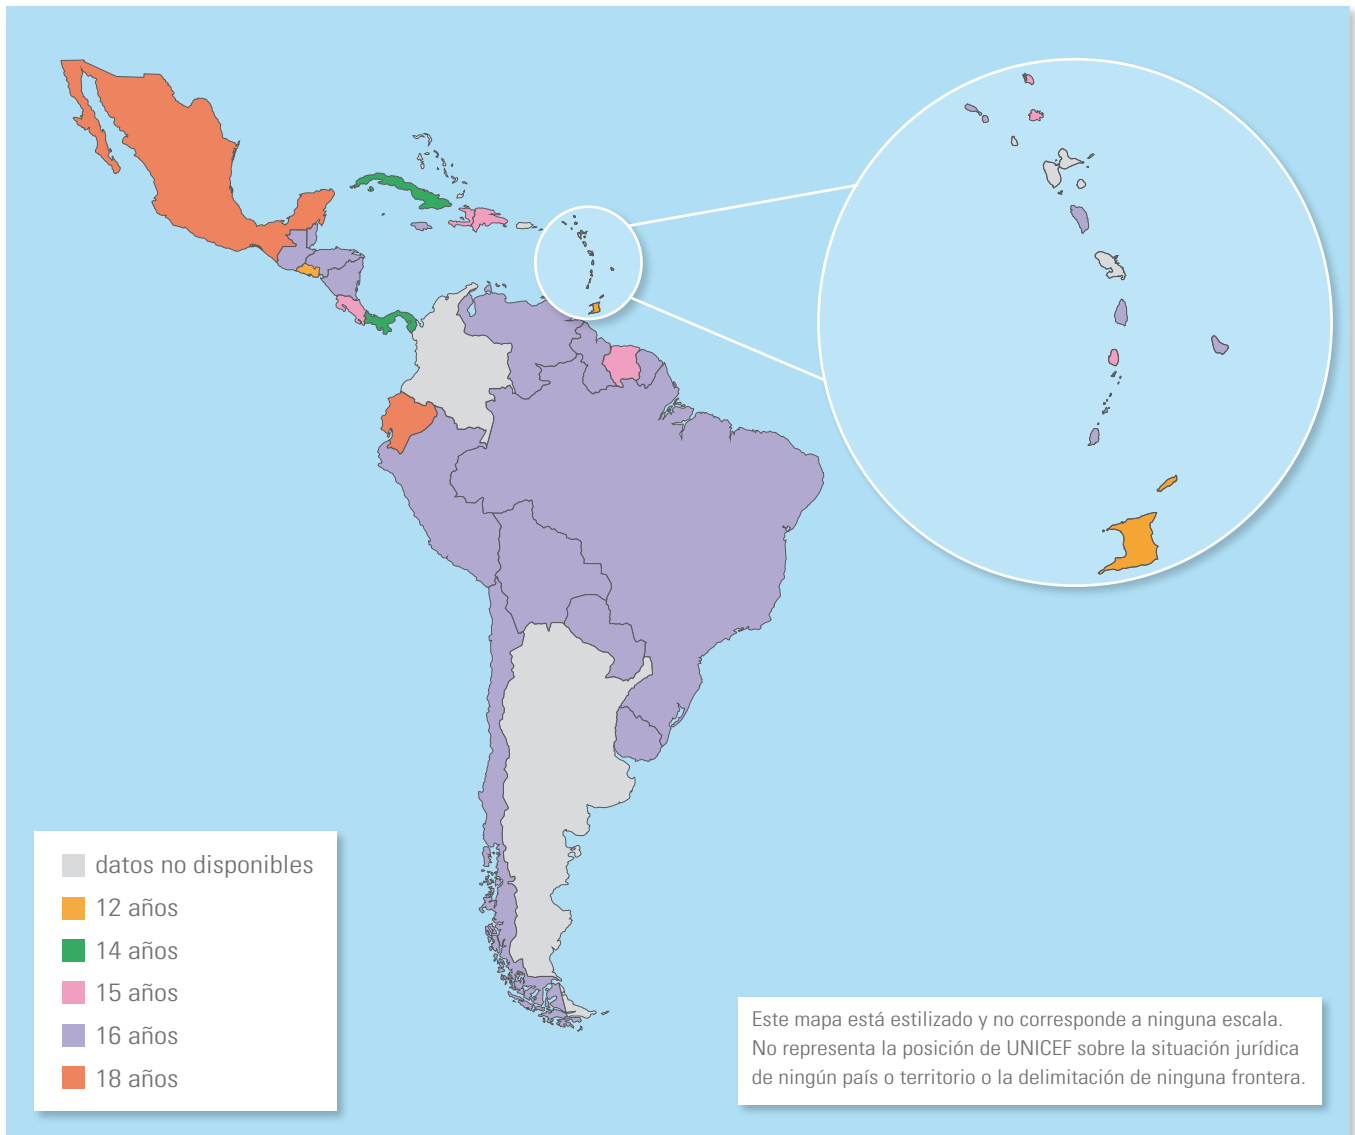 datos no disponibles
12 años
14 años
15 años
16 años
18 años
Este mapa está estilizado y no corresponde a ninguna escala.
No representa la posición de UNICEF sobre la situación jurídica
de ningún país o territorio o la delimitación de ninguna frontera.